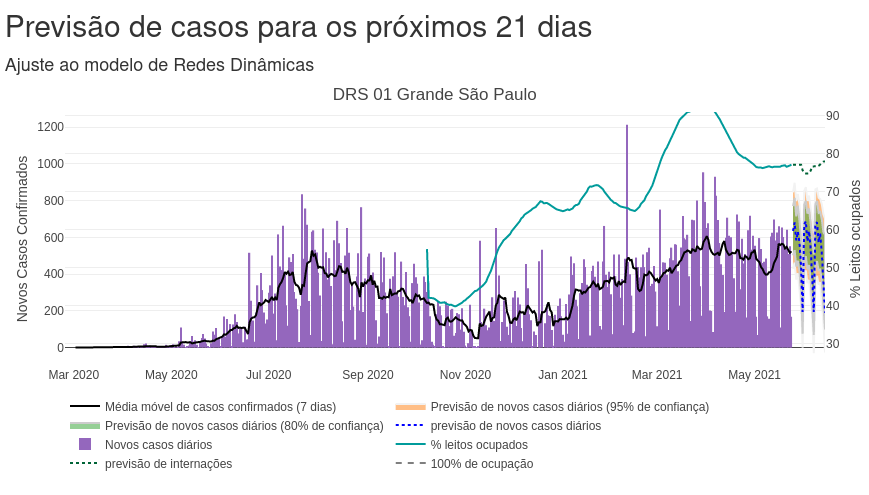 Previsão de casos para os próximos 21 dias
Ajuste ao modelo de Redes Dinâmicas
DRS 01 Grande São Paulo
Novos Casos Confirmados
1200
1000
800
600
400
200
0
90
80
70
60
50
40
30
% Leitos ocupados
Mar 2020 May 2020 Jul 2020 Sep 2020 Nov 2020 Jan 2021 Mar 2021 May 2021
Média móvel de casos confirmados (7 dias) Previsão de novos casos diários (95% de confiança)
Previsão de novos casos diários (80% de confiança) previsão de novos casos diários
Novos casos diários % leitos ocupados
previsão de internações 100% de ocupação